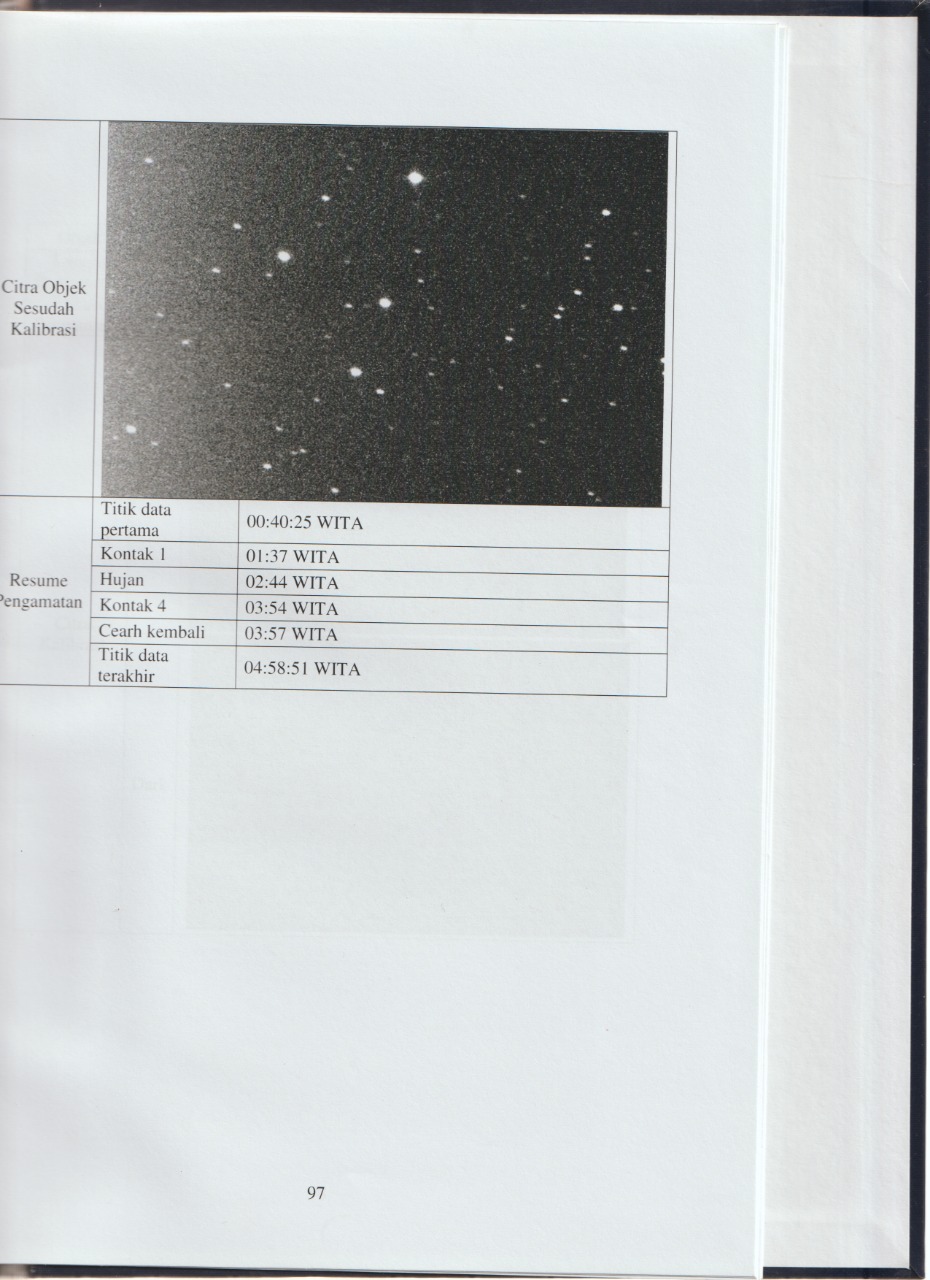 Citra Objek
Sesudah
Kalibrasi
Resume
Pengamatan
Titik data
pertama
00:40:25 WITA
Kontak 1
01:37 WITA
Hujan
02:44 WITA
Kontak 4
03:54 WITA
Cearh kembali
03:57 WITA
Titik data
terakhir
04:58:51 WITA
97